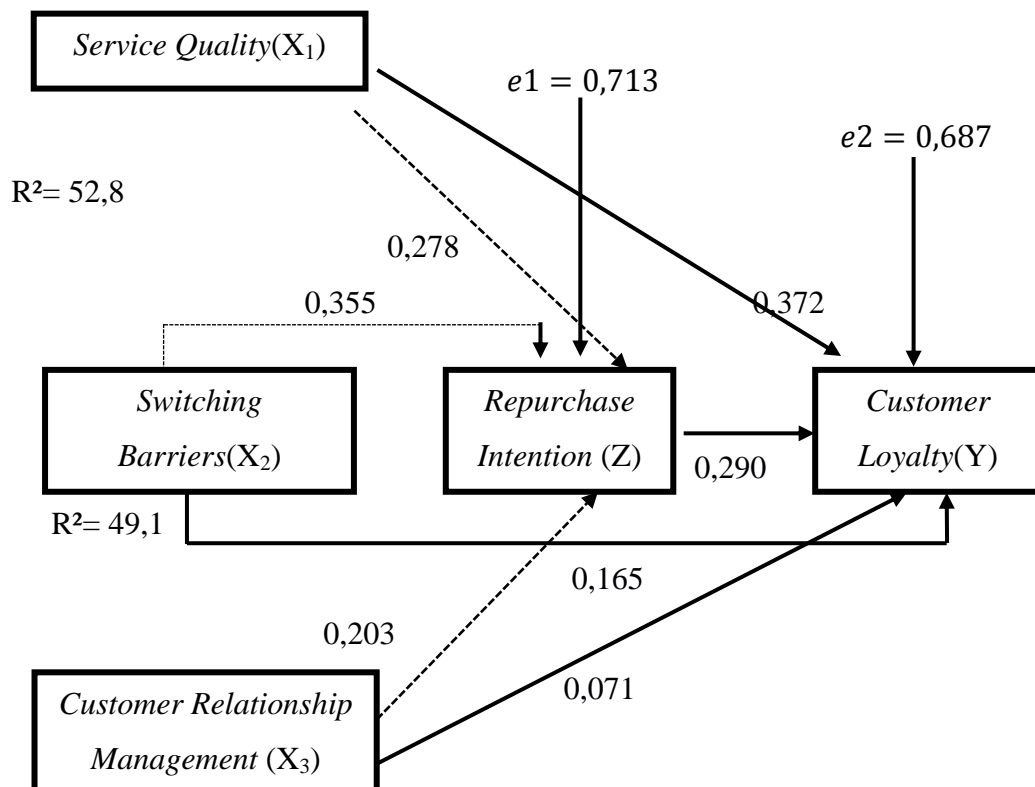 Service Quality(X₁)
e1 = 0,713
e2 = 0,687
R²= 52,8
0,278
0,355
0,372
Switching
Barriers(X₂)
Repurchase
Intention (Z)
Customer
Loyalty(Y)
0,290
R²= 49,1
0,165
0,203
0,071
Customer Relationship
Management (X₃)